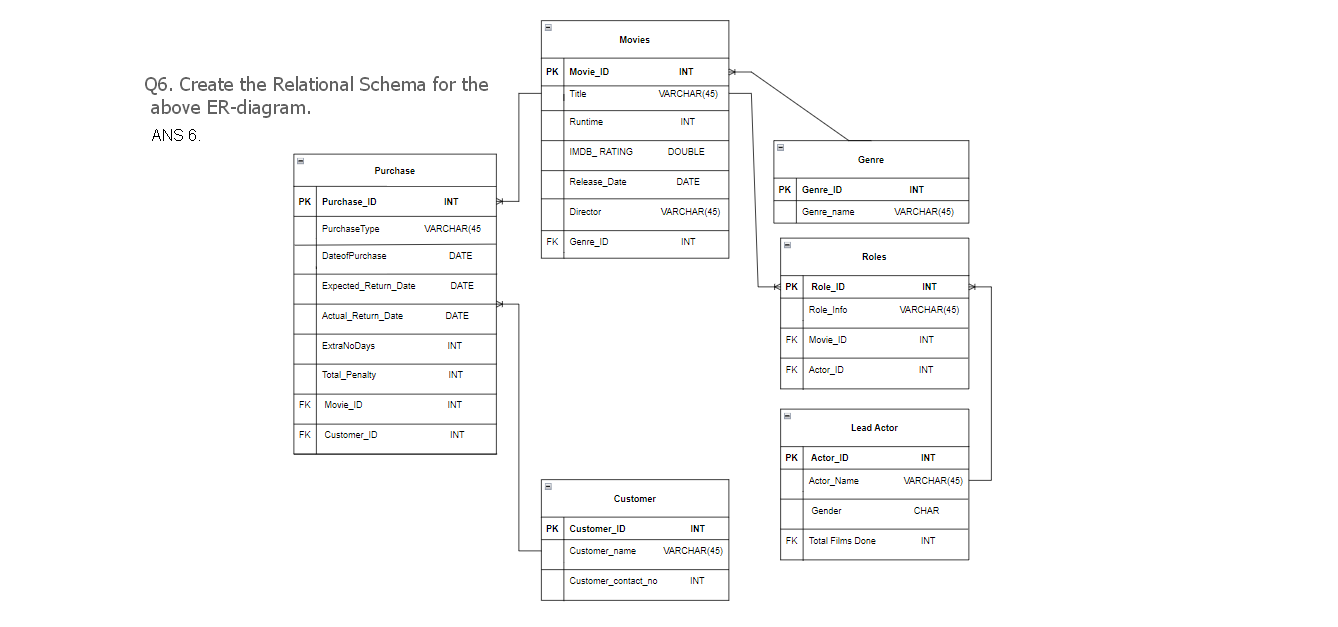 Q6. Create the Relational Schema for the
above ER-diagram.
ANS 6.
Movies
PK Movie_ID INT
Title VARCHAR(45)
Runtime INT
IMDB_ RATING DOUBLE
Release_Date DATE
Director VARCHAR(45)
FK Genre_ID INT
Genre
PK Genre_ID INT
Genre_name VARCHAR(45)
Purchase
PK Purchase_ID INT
PurchaseType VARCHAR(45
DateofPurchase DATE
Expected_Return_Date DATE
Actual_Return_Date DATE
ExtraNoDays INT
Total_Penalty INT
FK Movie_ID INT
FK Customer_ID INT
Roles
PK Role_ID INT
Role_Info VARCHAR(45)
FK Movie_ID INT
FK Actor_ID INT
Lead Actor
PK Actor_ID INT
Actor_Name VARCHAR(45)
Gender CHAR
FK Total Films Done INT
Customer
PK Customer_ID INT
Customer_name VARCHAR(45)
Customer_contact_no INT